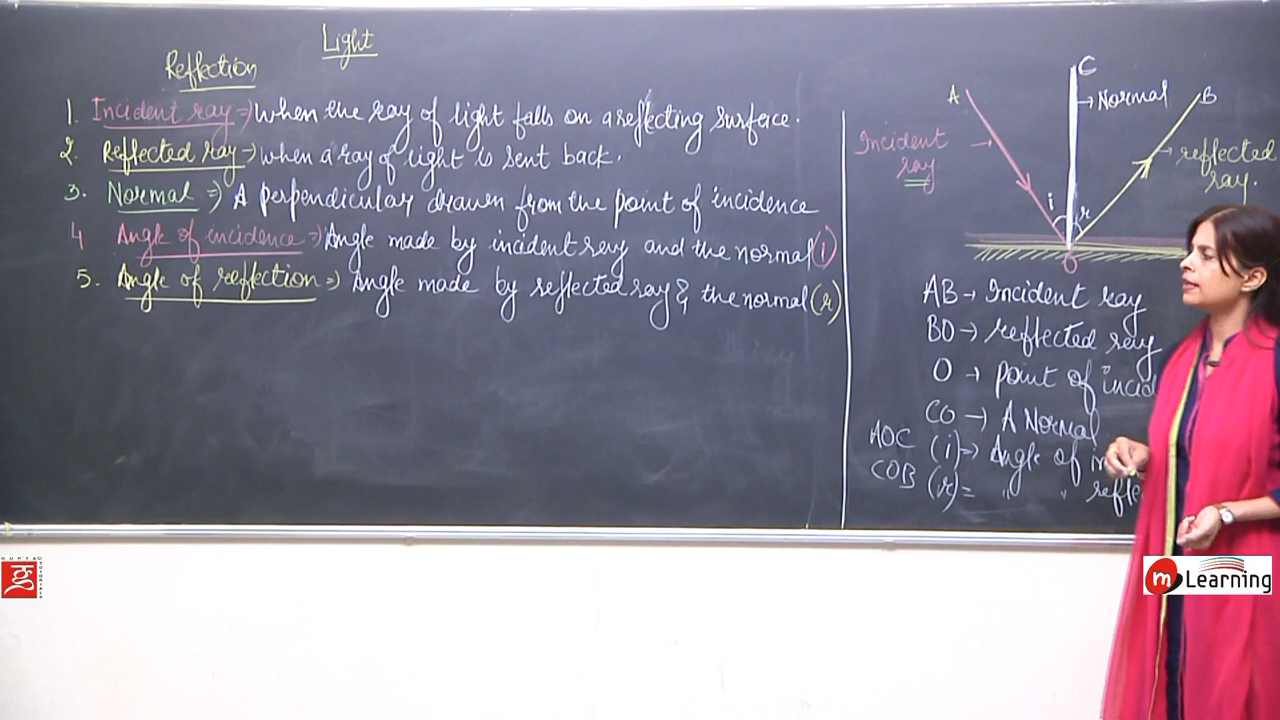 Light
Reflection
1. Incident ray ⇒ When the ray of light falls on a reflecting surface.
2. Reflected ray → when a ray of light is sent back.
3. Normal ⇒ A perpendicular drawn from the point of incidence
4 Angle of incidence ⇒ Angle made by incident ray and the normal (i)
5. Angle of reflection ⇒ Angle made by reflected ray & the normal (r)
A
C
B
→ Normal
Incident ray →
→ reflected ray.
i
r
O
AB → Incident ray
BO → reflected ray
O → point of incid
CO → A Normal
AOC (i) ⇒ Angle of in
COB (r) = " " refle
GUPTA TUTORIALS
m Learning